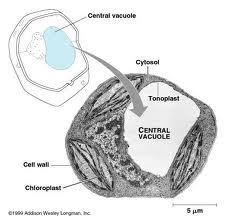 Central vacuole
Cytosol
Tonoplast
CENTRAL
VACUOLE
Cell wall
Chloroplast
5 µm
©1999 Addison Wesley Longman, Inc.